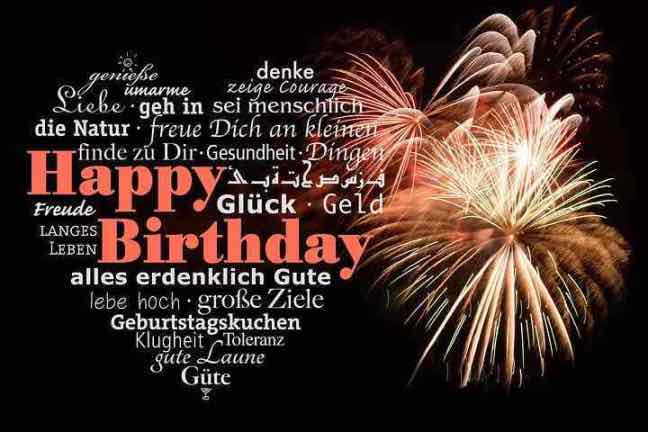 genieße
denke
umarme
zeige Courage
Liebe · geh in sei menschlich
die Natur · freue Dich an kleinen
finde zu Dir · Gesundheit · Dingen
Happy
Glück · Geld
Freude
LANGES LEBEN
Birthday
alles erdenklich Gute
lebe hoch · große Ziele
Geburtstagskuchen
Klugheit Toleranz
gute Laune
Güte